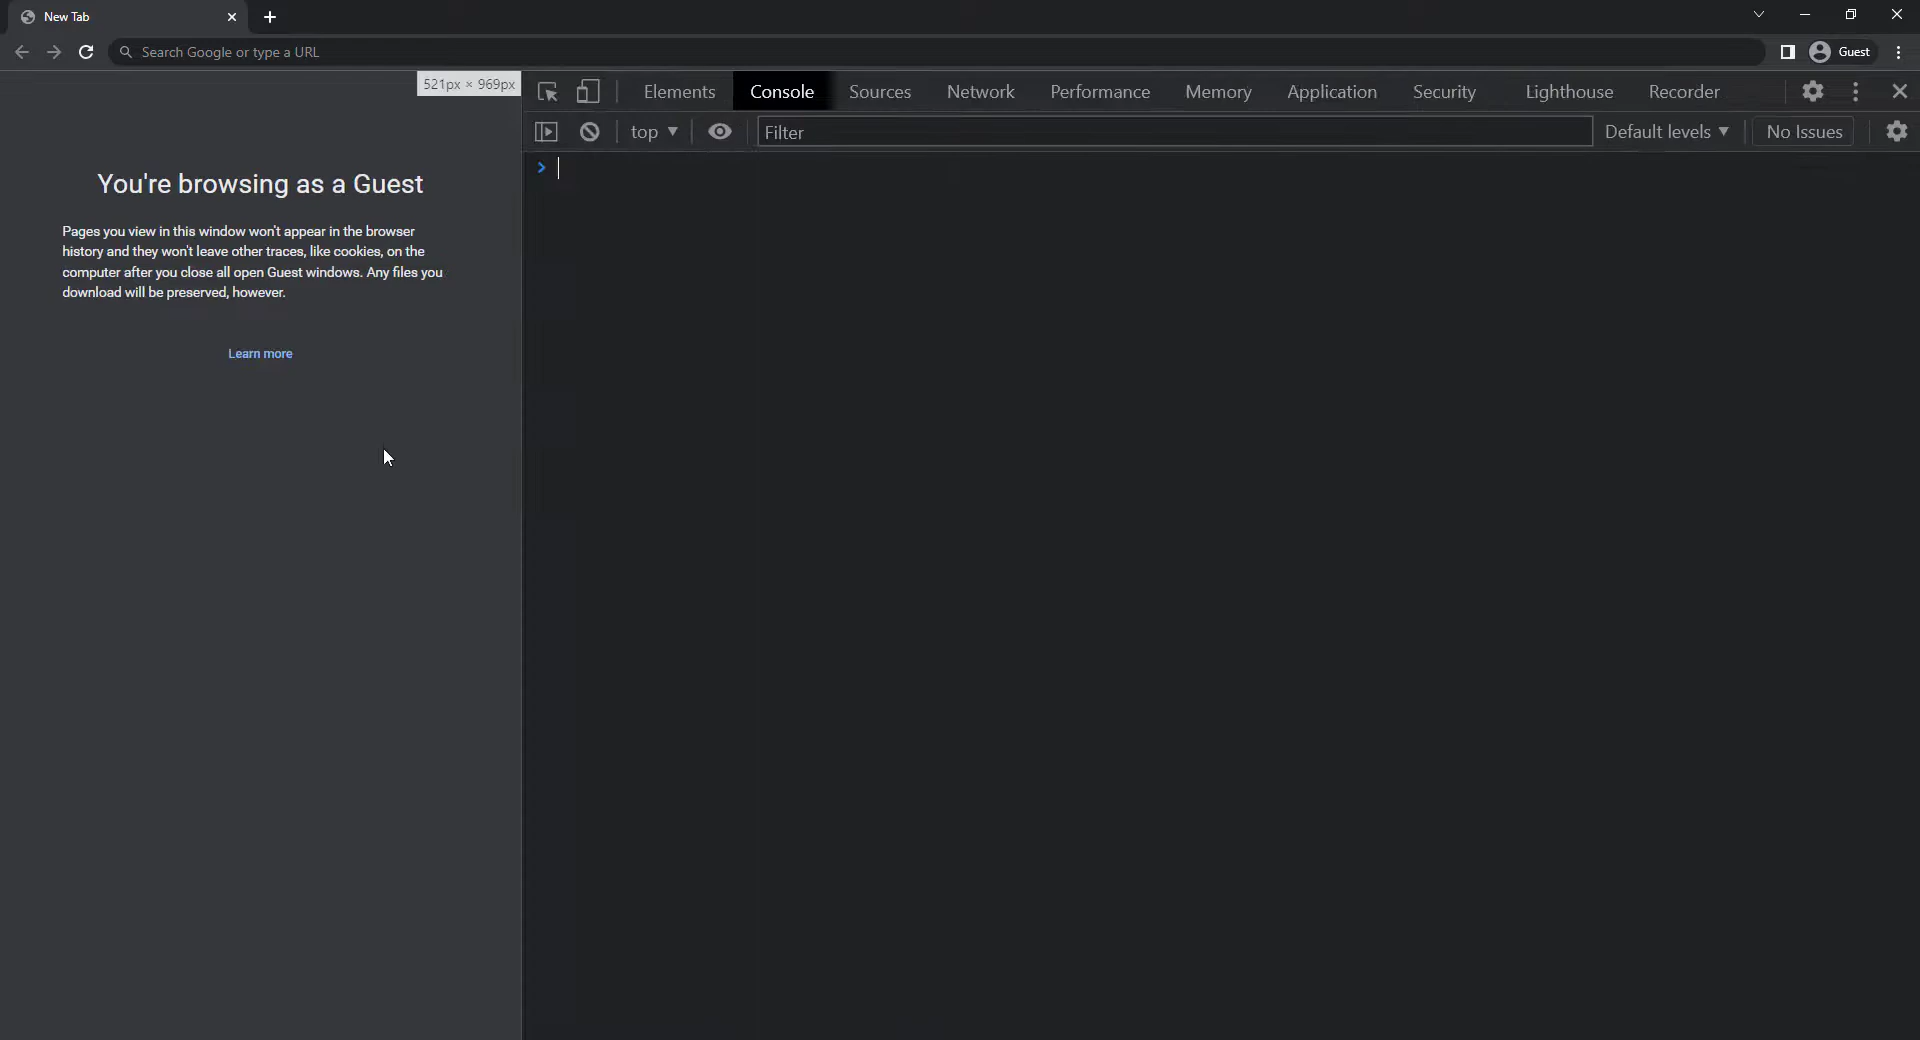 New Tab
Search Google or type a URL
Guest
521px × 969px
Elements Console Sources Network Performance Memory Application Security Lighthouse Recorder
top Filter Default levels No Issues
You're browsing as a Guest
Pages you view in this window won't appear in the browser
history and they won't leave other traces, like cookies, on the
computer after you close all open Guest windows. Any files you
download will be preserved, however.
Learn more